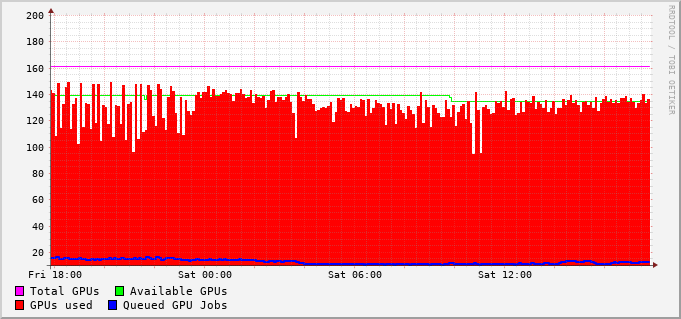 RRDTOOL / TOBI OETIKER
200
180
160
140
120
100
80
60
40
20
Fri 18:00 Sat 00:00 Sat 06:00 Sat 12:00
Total GPUs Available GPUs
GPUs used Queued GPU Jobs